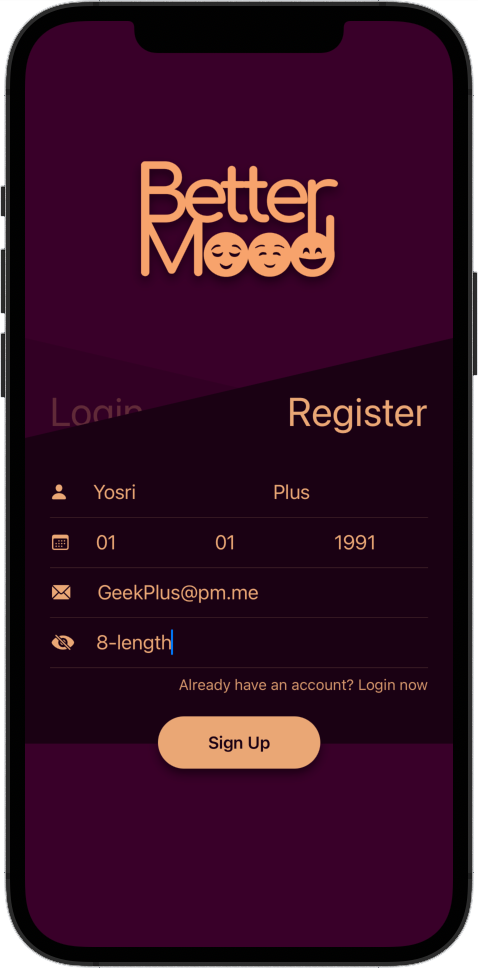 Better
Mood
Login Register
Yosri Plus
01 01 1991
GeekPlus@pm.me
8-length
Already have an account? Login now
Sign Up